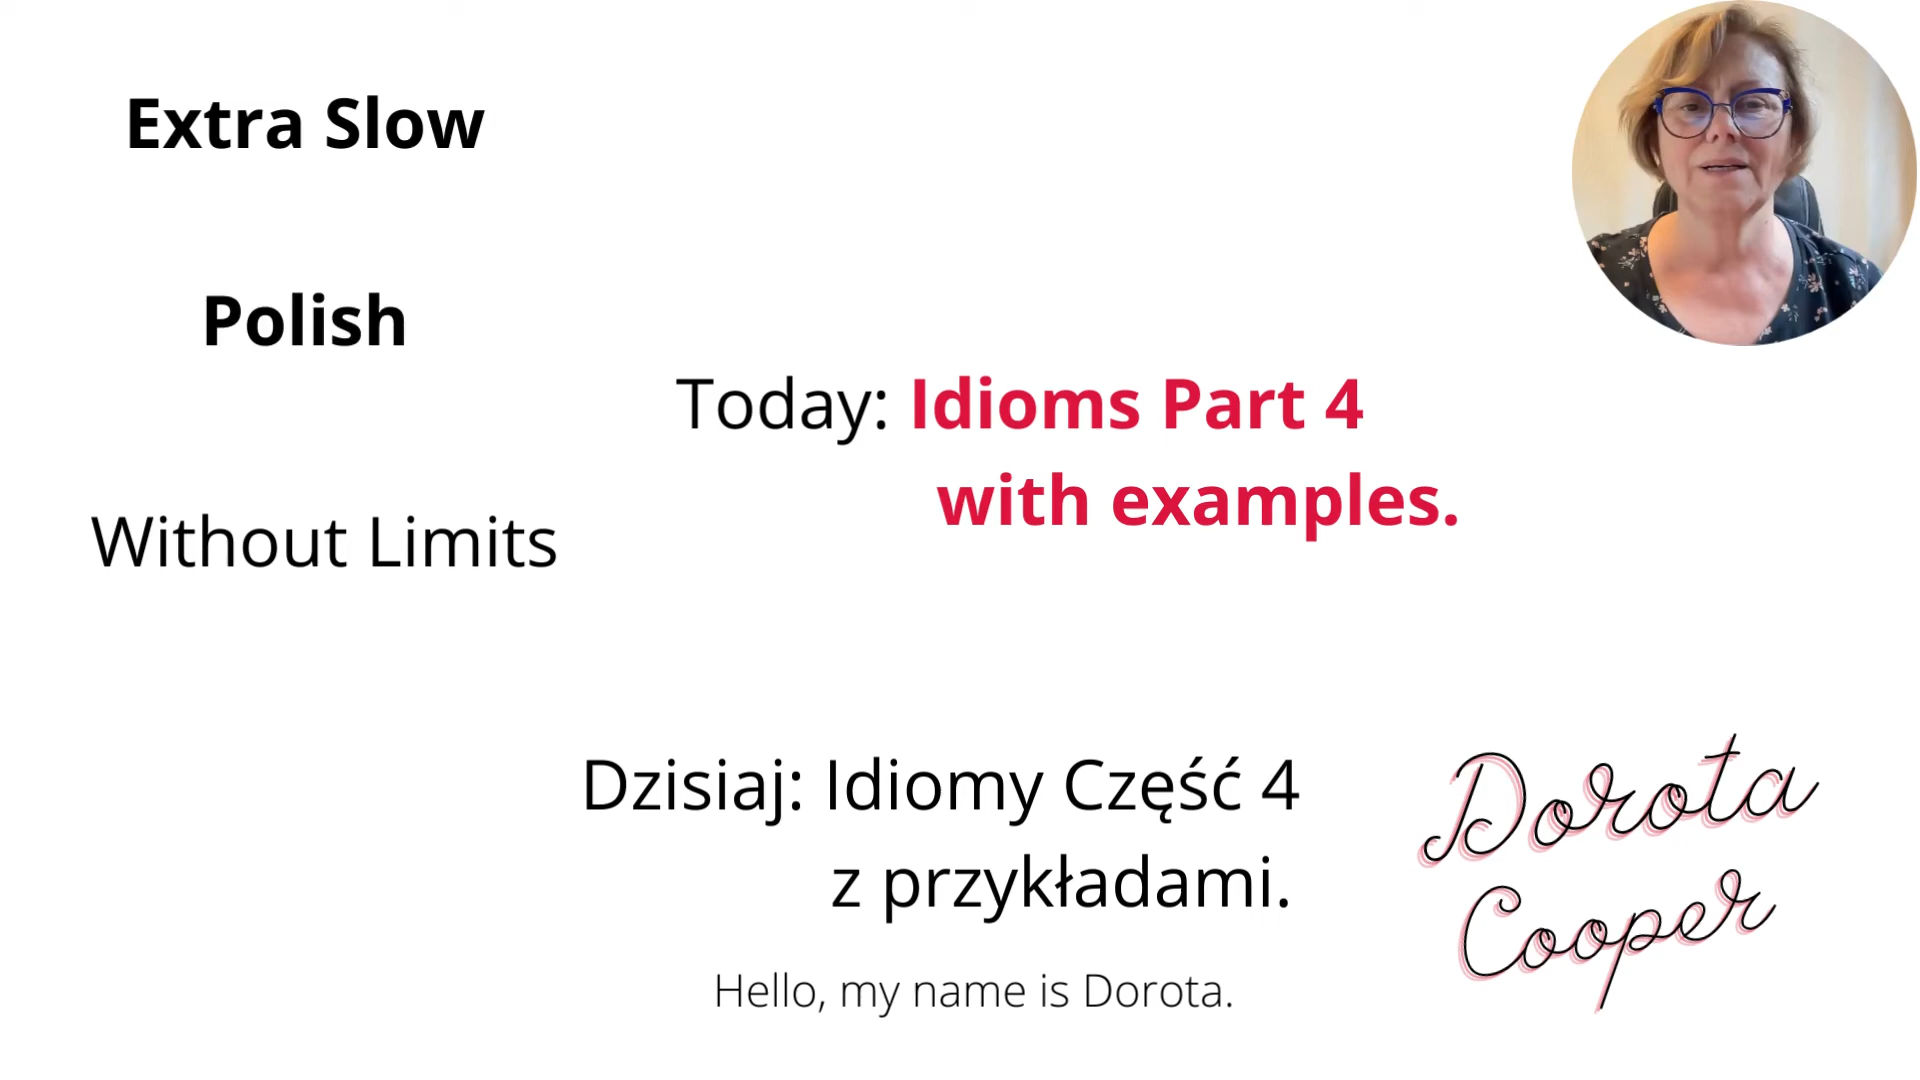 Extra Slow
Polish
Without Limits
Today: Idioms Part 4
with examples.
Dzisiaj: Idiomy Część 4
z przykładami.
Hello, my name is Dorota.
Dorota
Cooper